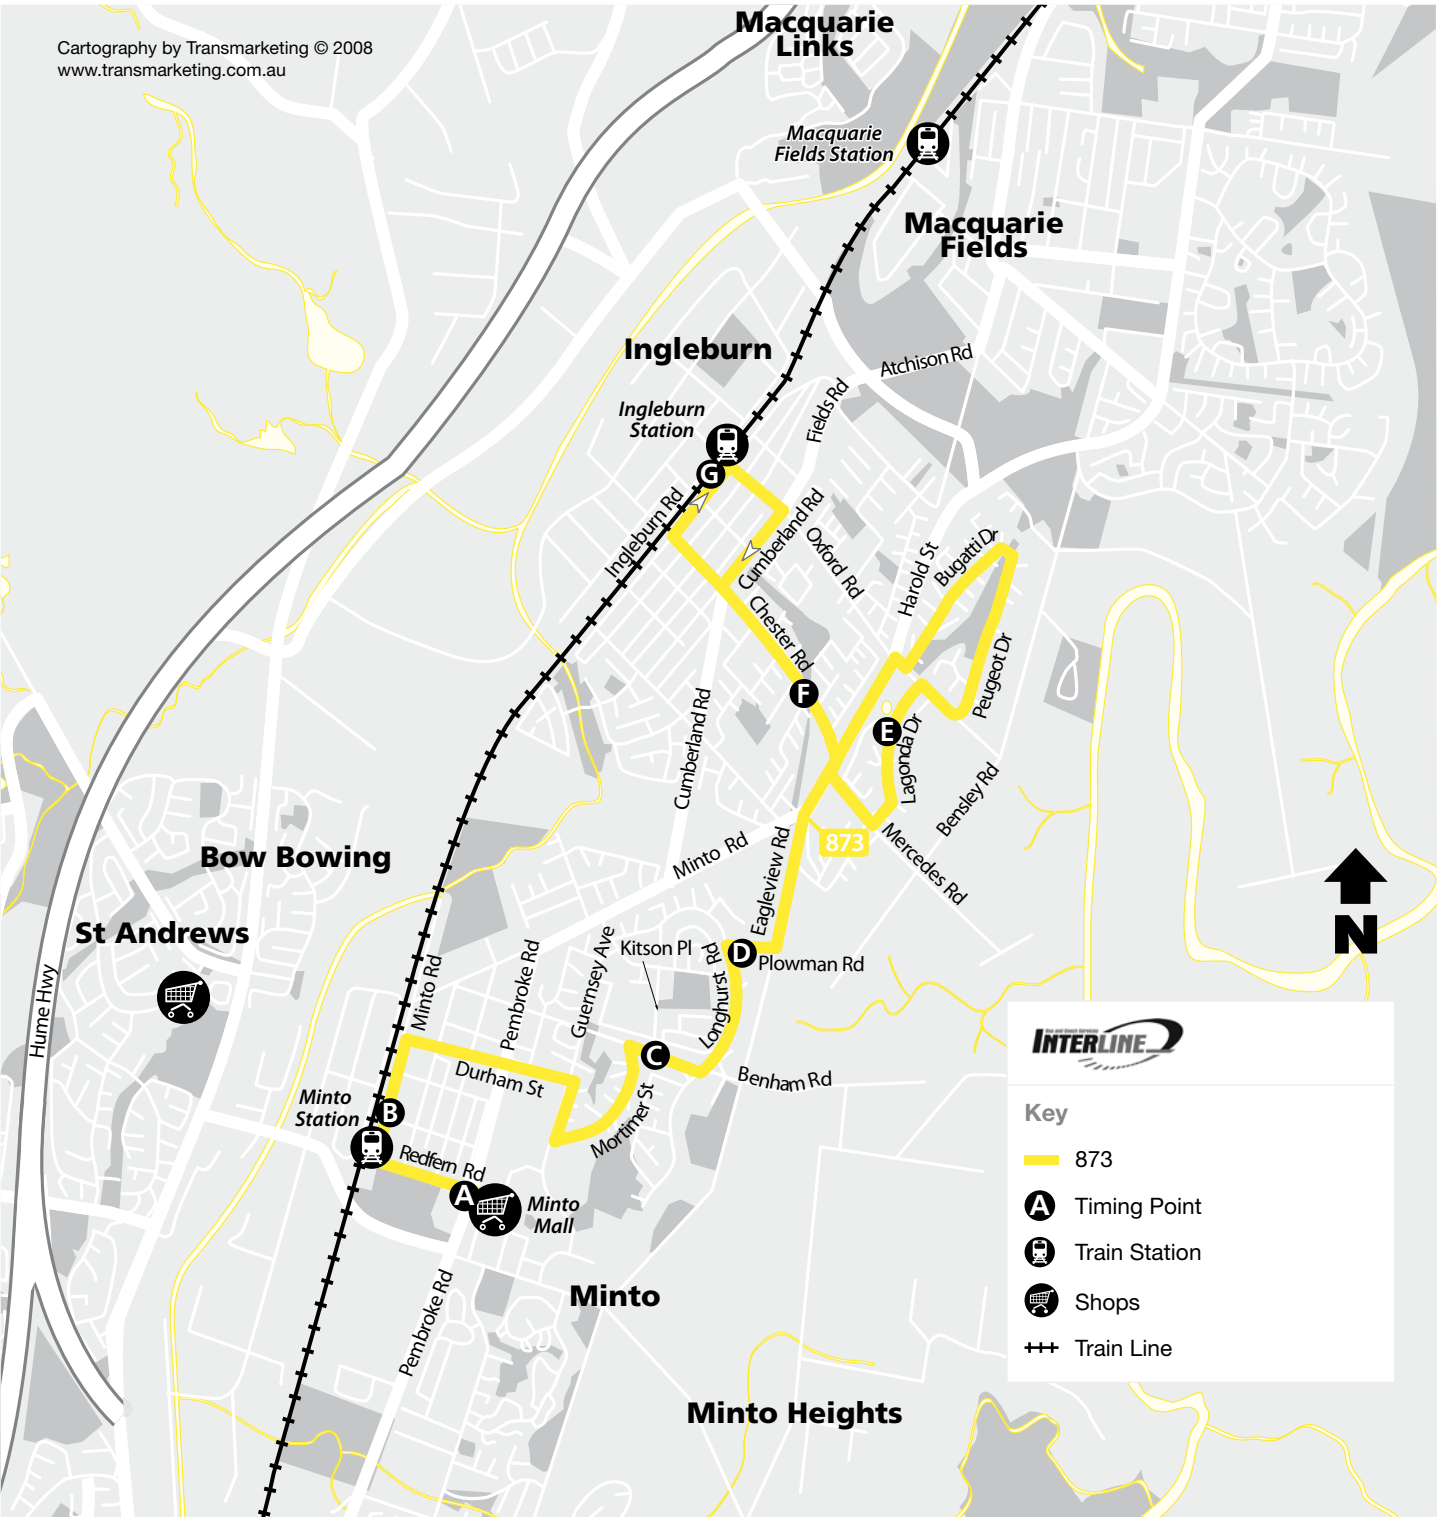 Cartography by Transmarketing © 2008
www.transmarketing.com.au
Macquarie
Links
Macquarie
Fields Station
Macquarie
Fields
Ingleburn
Atchison Rd
Fields Rd
Ingleburn
Station
G
Ingleburn Rd
Cumberland Rd
Oxford Rd
Harold St
Bugatti Dr
Chester Rd
Peugeot Dr
F
E
Lagonda Dr
Cumberland Rd
Bensley Rd
Minto Rd
873
Mercedes Rd
Eagleview Rd
Bow Bowing
St Andrews
Hume Hwy
Minto Rd
Pembroke Rd
Guernsey Ave
Kitson Pl
Longhurst Rd
D
Plowman Rd
N
C
Durham St
Benham Rd
Mortimer St
Minto
Station
B
Redfern Rd
A
Minto
Mall
Pembroke Rd
Minto
Minto Heights
Bus and Coach Services
INTERLINE
Key
873
A
Timing Point
Train Station
Shops
Train Line